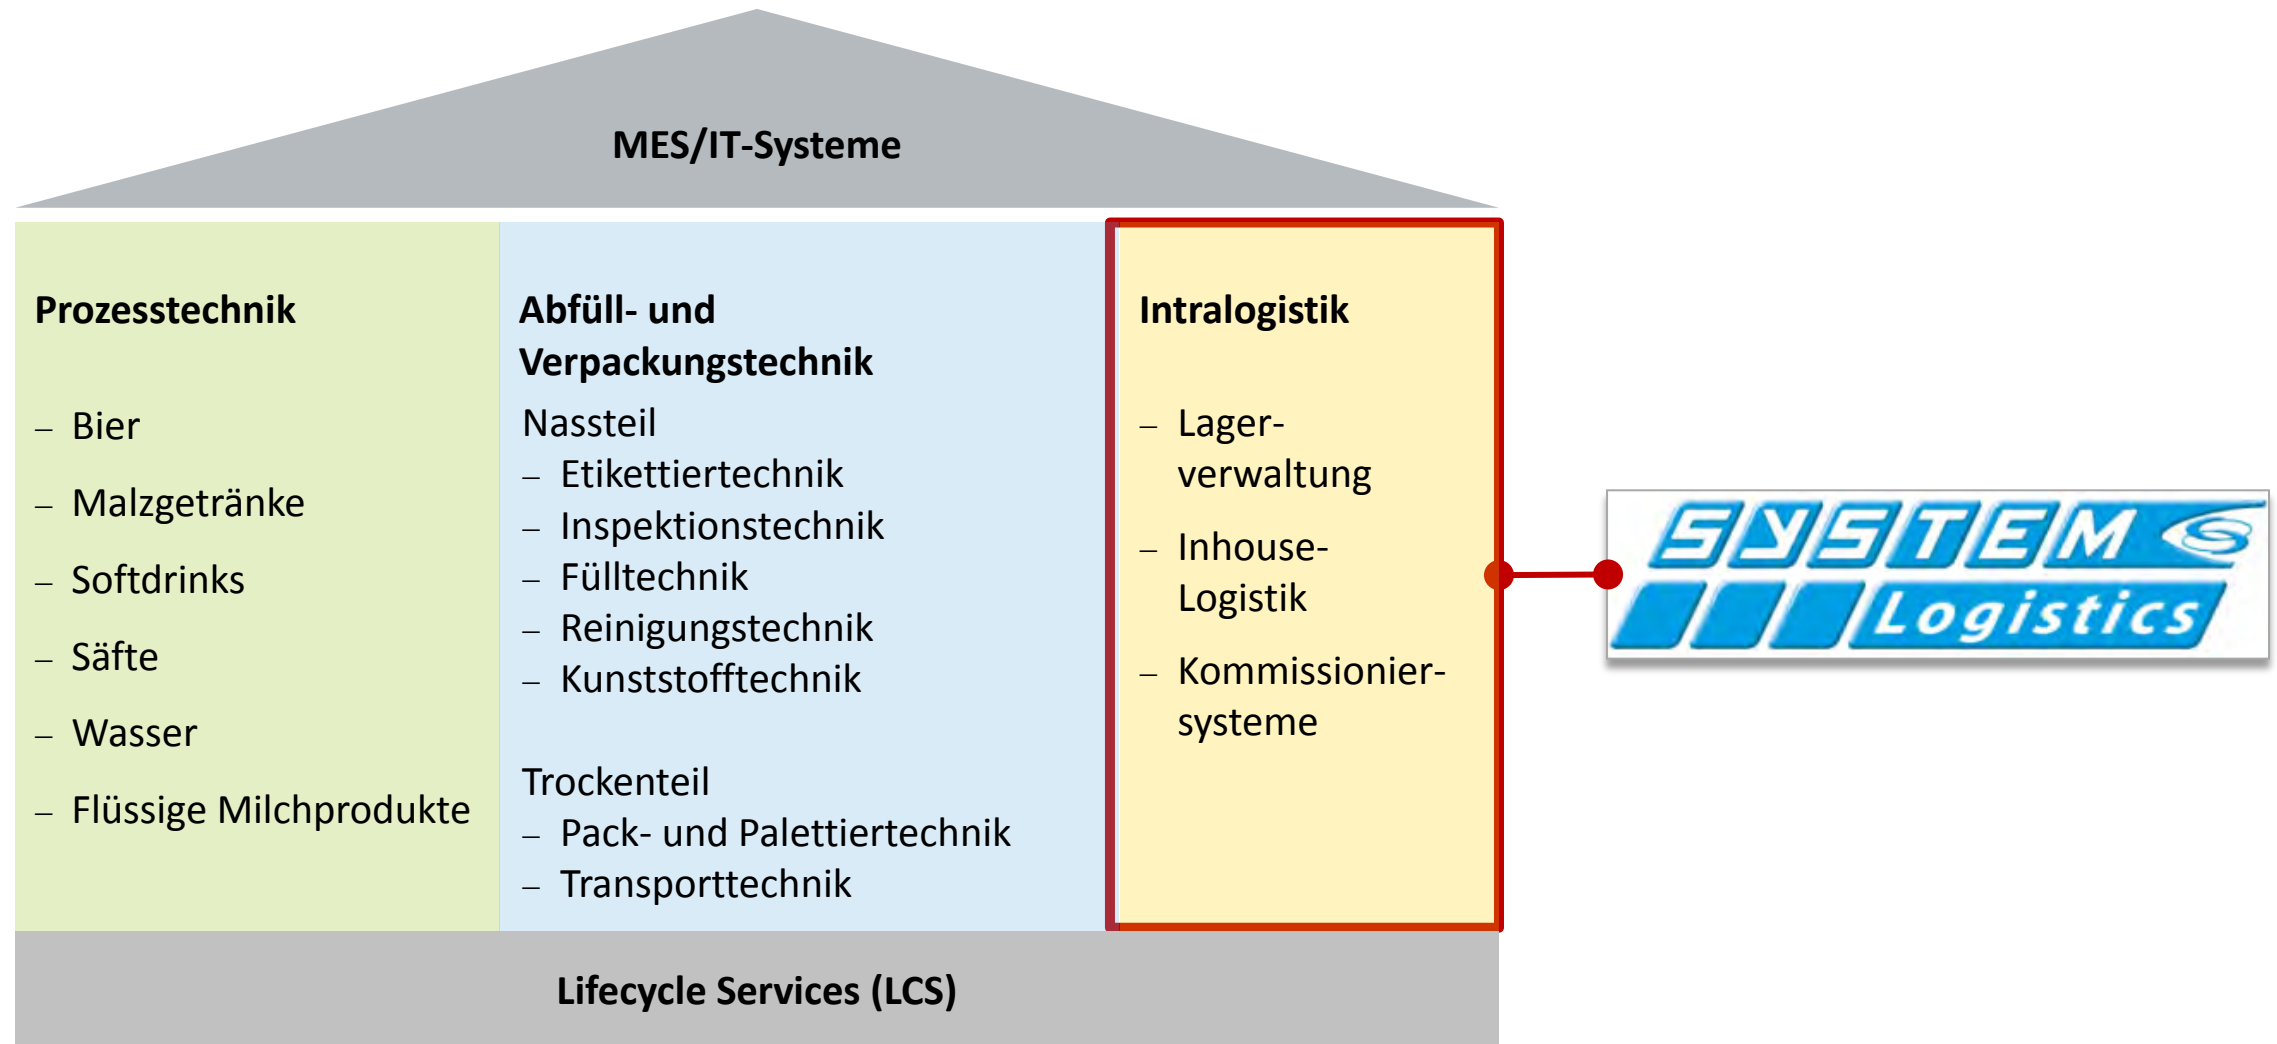 MES/IT-Systeme
Prozesstechnik
– Bier
– Malzgetränke
– Softdrinks
– Säfte
– Wasser
– Flüssige Milchprodukte
Abfüll- und
Verpackungstechnik
Nassteil
– Etikettiertechnik
– Inspektionstechnik
– Fülltechnik
– Reinigungstechnik
– Kunststofftechnik
Trockenteil
– Pack- und Palettiertechnik
– Transporttechnik
Intralogistik
– Lager-
verwaltung
– Inhouse-
Logistik
– Kommissionier-
systeme
SYSTEM
Logistics
Lifecycle Services (LCS)